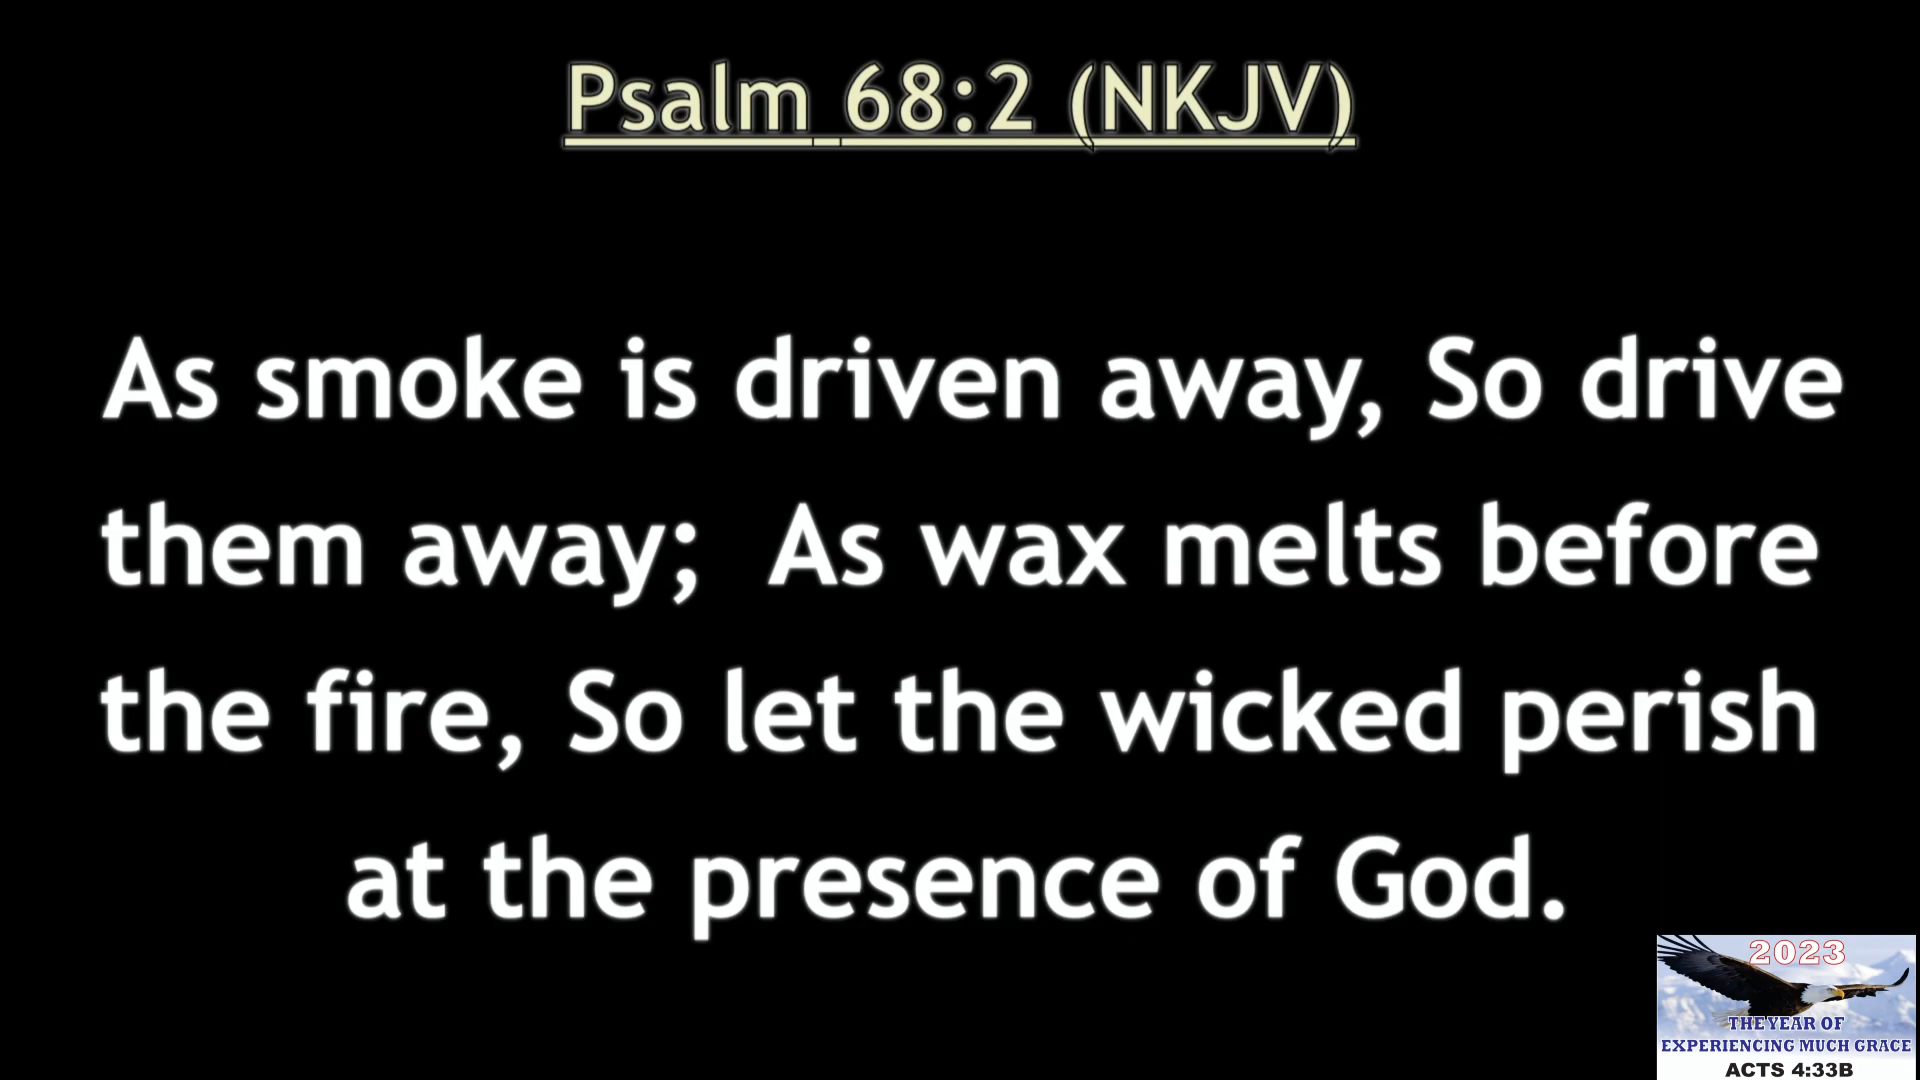 Psalm 68:2 (NKJV)
As smoke is driven away, So drive
them away;  As wax melts before
the fire, So let the wicked perish
at the presence of God.
2023
THE YEAR OF
EXPERIENCING MUCH GRACE
ACTS 4:33B